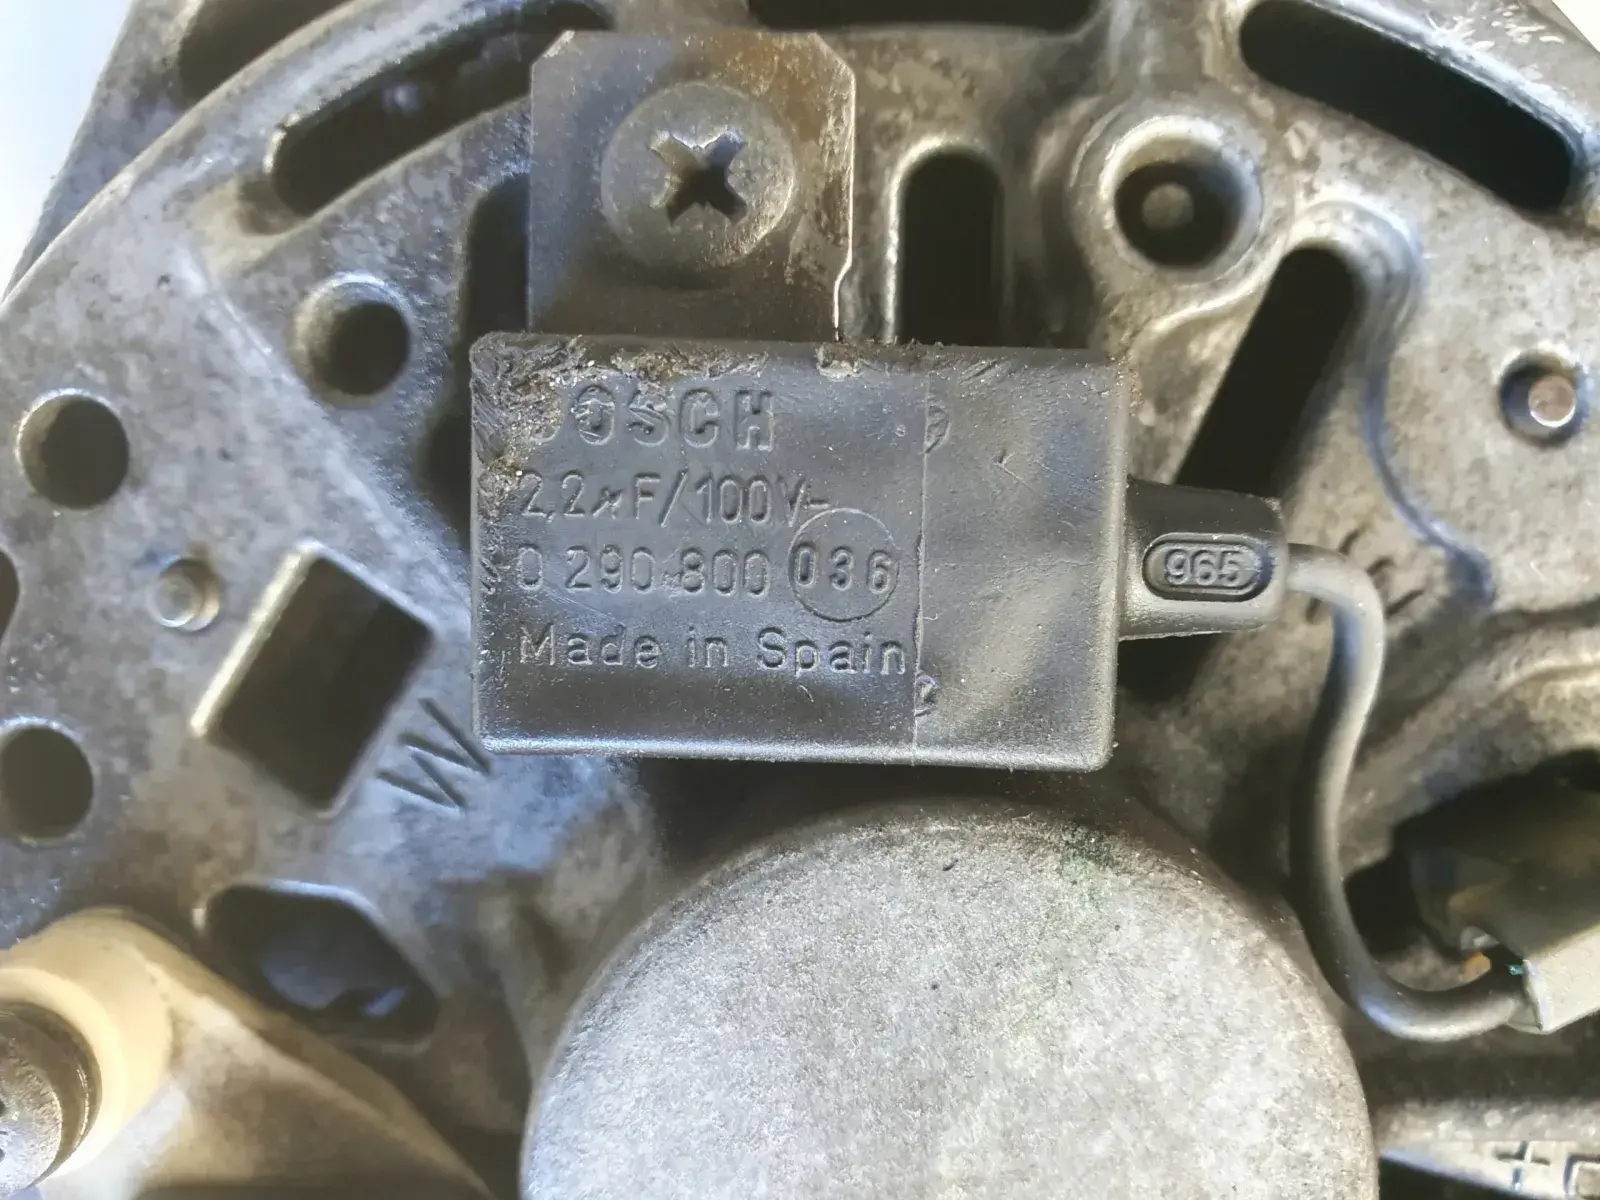 BOSCH
2,2µF/100V-
0 290 800 036
965
Made in Spain
W